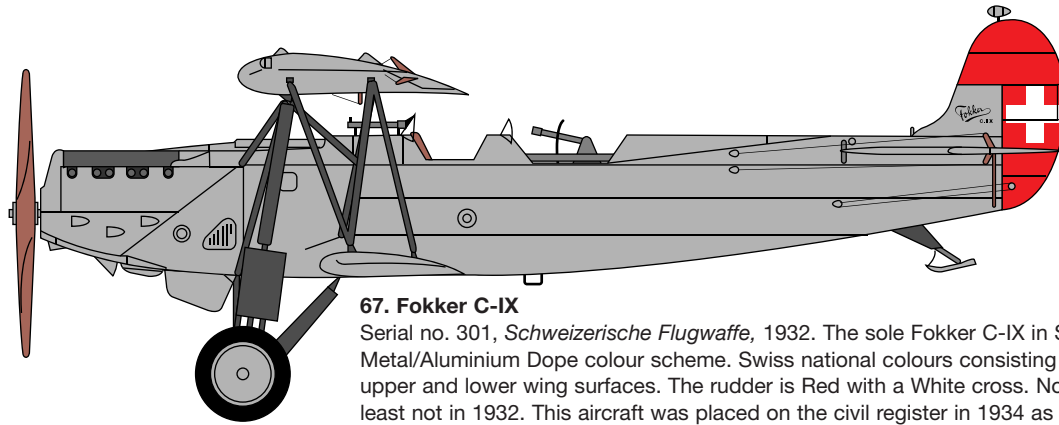 Fokker
C.IX
67. Fokker C-IX
Serial no. 301, Schweizerische Flugwaffe, 1932. The sole Fokker C-IX in S
Metal/Aluminium Dope colour scheme. Swiss national colours consisting
upper and lower wing surfaces. The rudder is Red with a White cross. No
least not in 1932. This aircraft was placed on the civil register in 1934 as